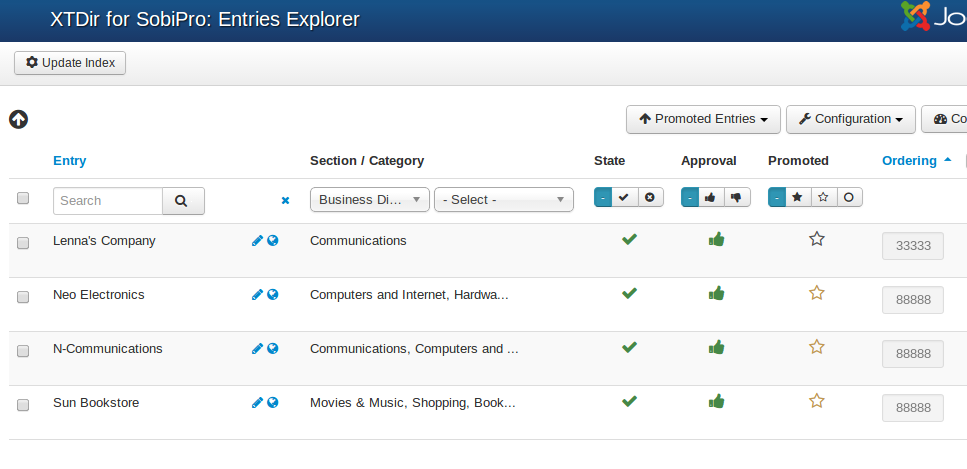 XTDir for SobiPro: Entries Explorer
Jo
Update Index
Promoted Entries
Configuration
Co
Entry Section / Category State Approval Promoted Ordering
Search Business Di... - Select - - - -
Lenna's Company Communications 33333
Neo Electronics Computers and Internet, Hardwa... 88888
N-Communications Communications, Computers and ... 88888
Sun Bookstore Movies & Music, Shopping, Book... 88888